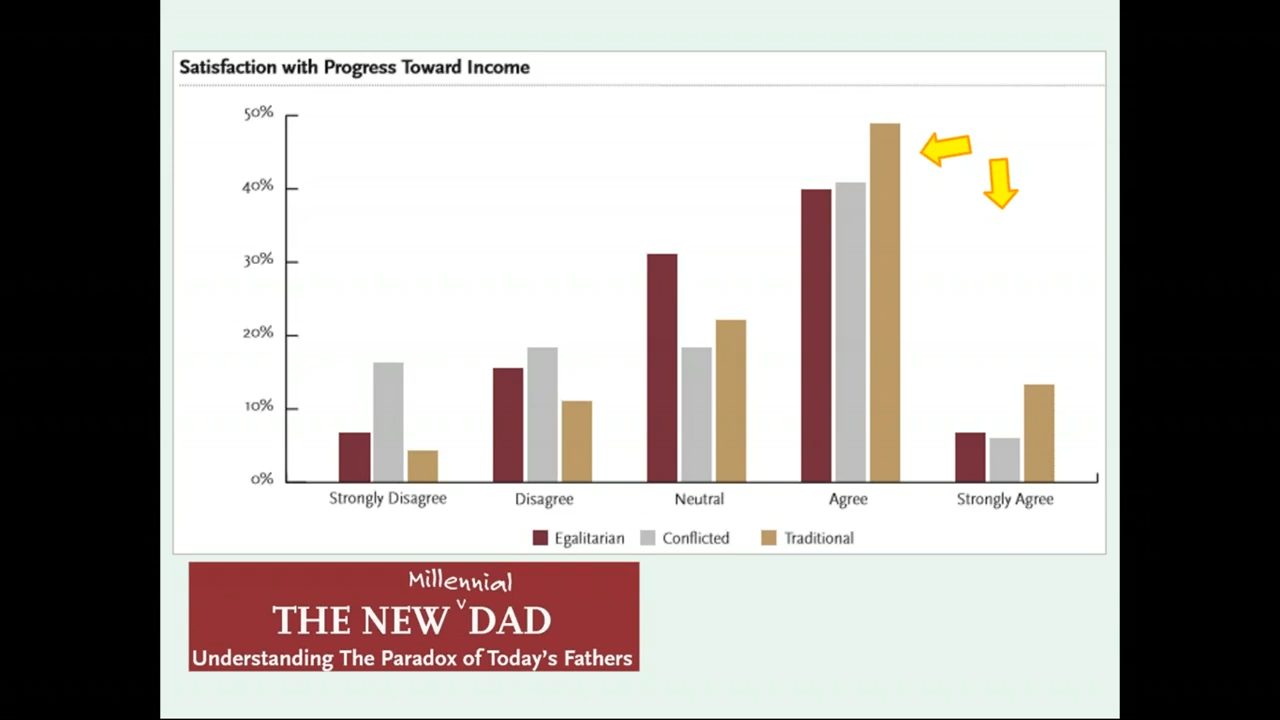 Satisfaction with Progress Toward Income
50%
40%
30%
20%
10%
0%
Strongly Disagree
Disagree
Neutral
Agree
Strongly Agree
Egalitarian
Conflicted
Traditional
Millennial
THE NEW ˅ DAD
Understanding The Paradox of Today's Fathers